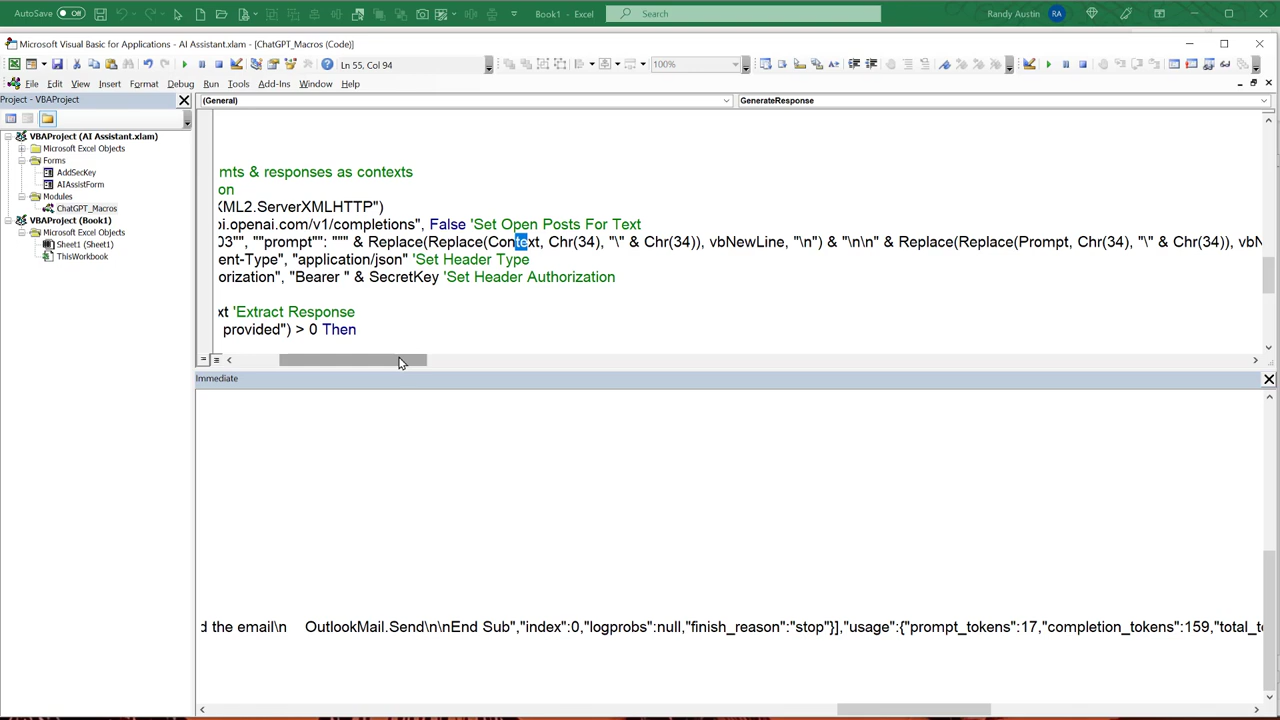 AutoSave Off Book1 - Excel Search Randy Austin RA
Microsoft Visual Basic for Applications - AI Assistant.xlam - [ChatGPT_Macros (Code)]
Ln 55, Col 94 100%
File Edit View Insert Format Debug Run Tools Add-Ins Window Help
Project - VBAProject
(General) GenerateResponse
VBAProject (AI Assistant.xlam)
Microsoft Excel Objects
Forms
AddSecKey
AIAssistForm
Modules
ChatGPT_Macros
VBAProject (Book1)
Microsoft Excel Objects
Sheet1 (Sheet1)
ThisWorkbook
mts & responses as contexts
on
XML2.ServerXMLHTTP")
pi.openai.com/v1/completions", False 'Set Open Posts For Text
03"", ""prompt"": """ & Replace(Replace(Context, Chr(34), "\" & Chr(34)), vbNewLine, "\n") & "\n\n" & Replace(Replace(Prompt, Chr(34), "\" & Chr(34)), vbN
ent-Type", "application/json" 'Set Header Type
orization", "Bearer " & SecretKey 'Set Header Authorization
xt 'Extract Response
provided") > 0 Then
Immediate
d the email\n OutlookMail.Send\n\nEnd Sub","index":0,"logprobs":null,"finish_reason":"stop"}],"usage":{"prompt_tokens":17,"completion_tokens":159,"total_to